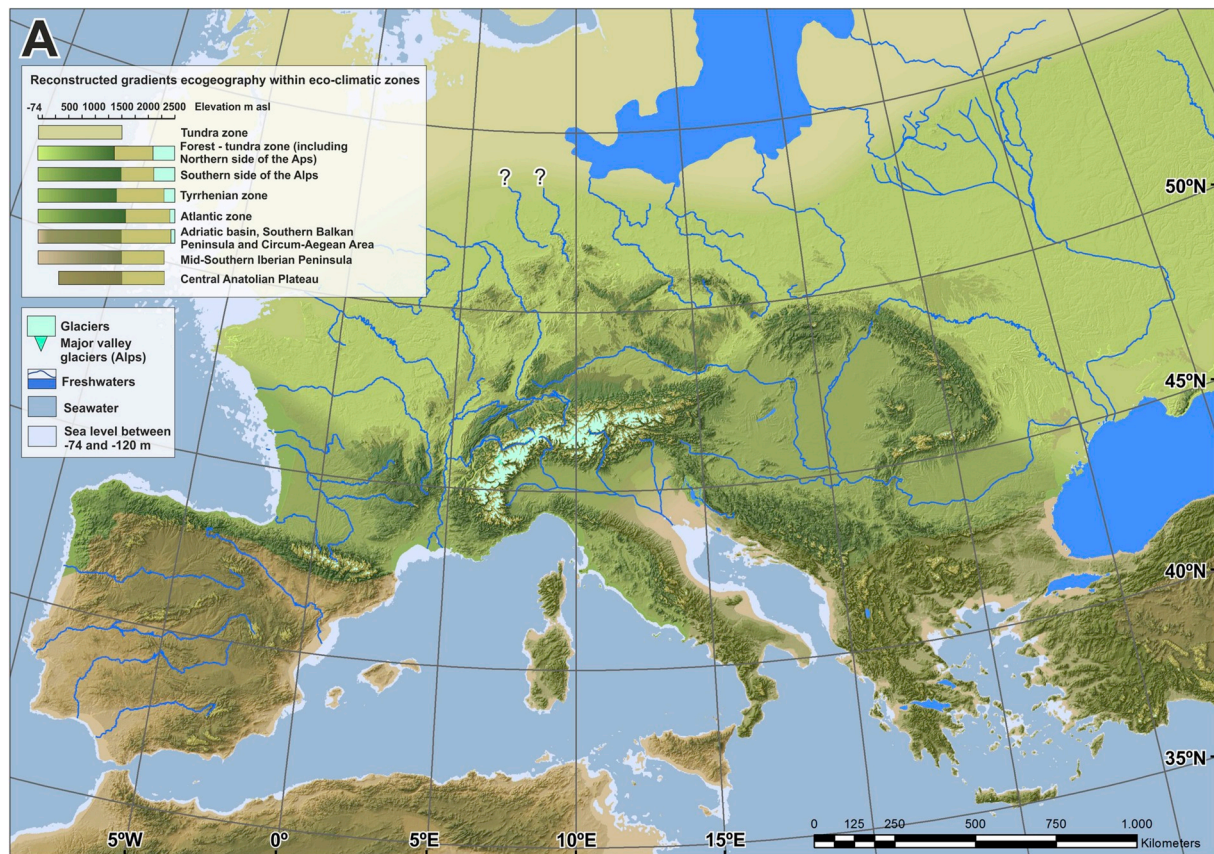 A
Reconstructed gradients ecogeography within eco-climatic zones
-74 500 1000 1500 2000 2500 Elevation m asl
Tundra zone
Forest - tundra zone (including
Northern side of the Aps)
Southern side of the Alps
Tyrrhenian zone
Atlantic zone
Adriatic basin, Southern Balkan
Peninsula and Circum-Aegean Area
Mid-Southern Iberian Peninsula
Central Anatolian Plateau
Glaciers
Major valley
glaciers (Alps)
Freshwaters
Seawater
Sea level between
-74 and -120 m
? ?
50ºN
45ºN
40ºN
35ºN
5ºW 0º 5ºE 10ºE 15ºE
0 125 250 500 750 1.000
Kilometers